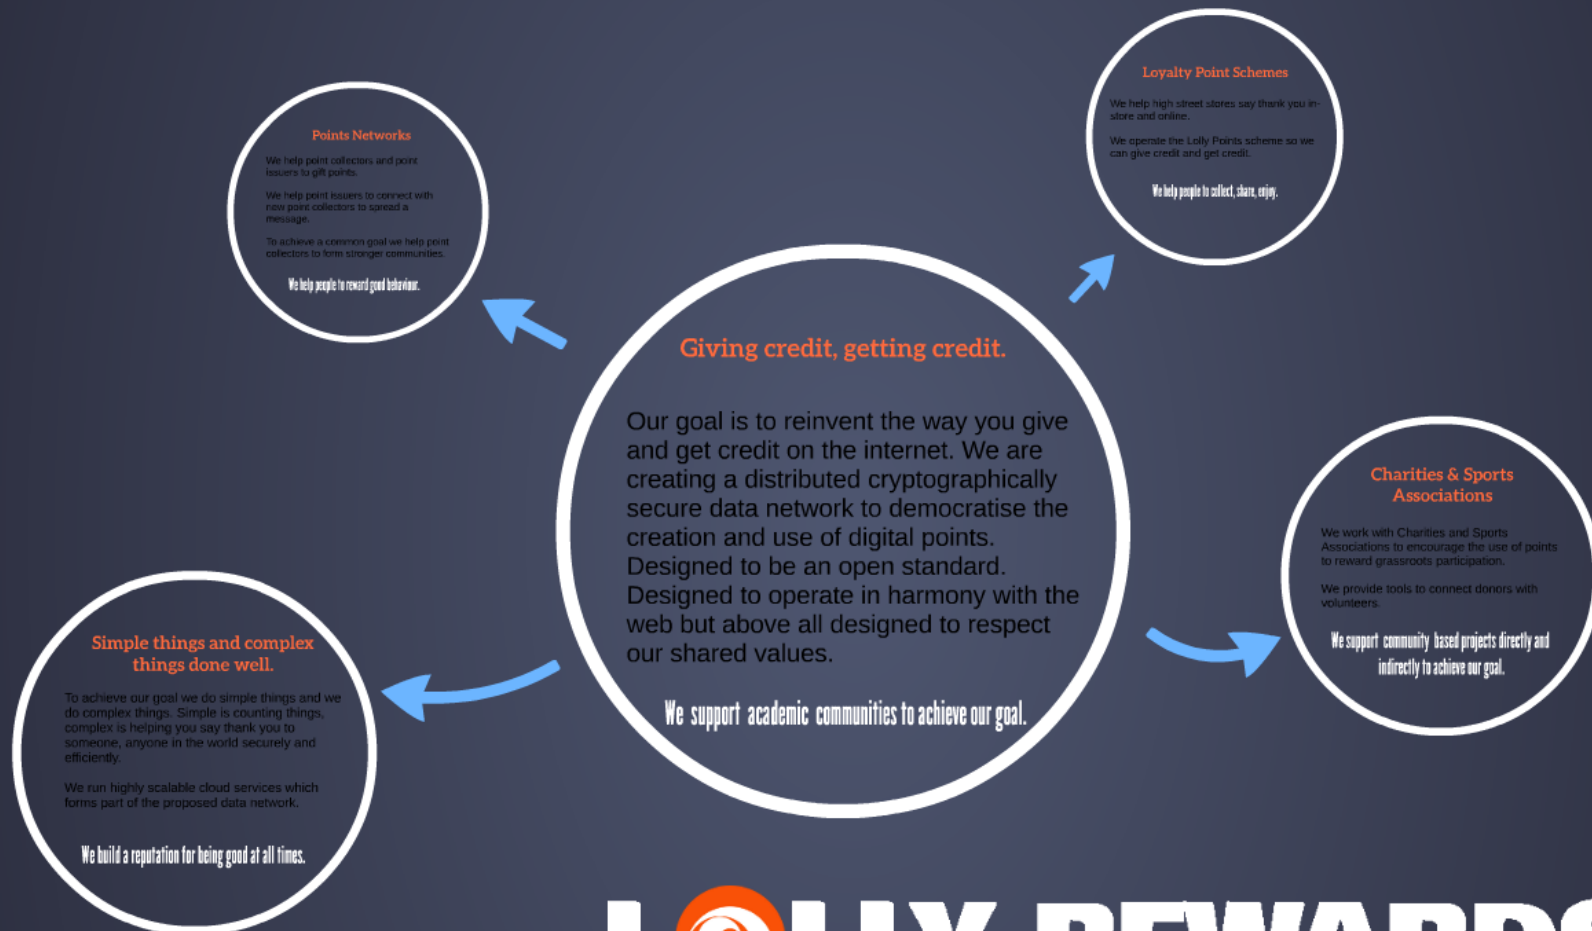 Points Networks
We help point collectors and point
issuers to gift points.
We help point issuers to connect with
new point collectors to spread a
message.
To achieve a common goal we help point
collectors to form stronger communities.
We help people to reward good behaviour.
Loyalty Point Schemes
We help high street stores say thank you in-
store and online.
We operate the Lolly Points scheme so we
can give credit and get credit.
We help people to collect, share, enjoy.
Giving credit, getting credit.
Our goal is to reinvent the way you give
and get credit on the internet. We are
creating a distributed cryptographically
secure data network to democratise the
creation and use of digital points.
Designed to be an open standard.
Designed to operate in harmony with the
web but above all designed to respect
our shared values.
We support academic communities to achieve our goal.
Charities & Sports
Associations
We work with Charities and Sports
Associations to encourage the use of points
to reward grassroots participation.
We provide tools to connect donors with
volunteers.
We support community based projects directly and
indirectly to achieve our goal.
Simple things and complex
things done well.
To achieve our goal we do simple things and we
do complex things. Simple is counting things,
complex is helping you say thank you to
someone, anyone in the world securely and
efficiently.
We run highly scalable cloud services which
forms part of the proposed data network.
We build a reputation for being good at all times.
LOLLY REWARDS